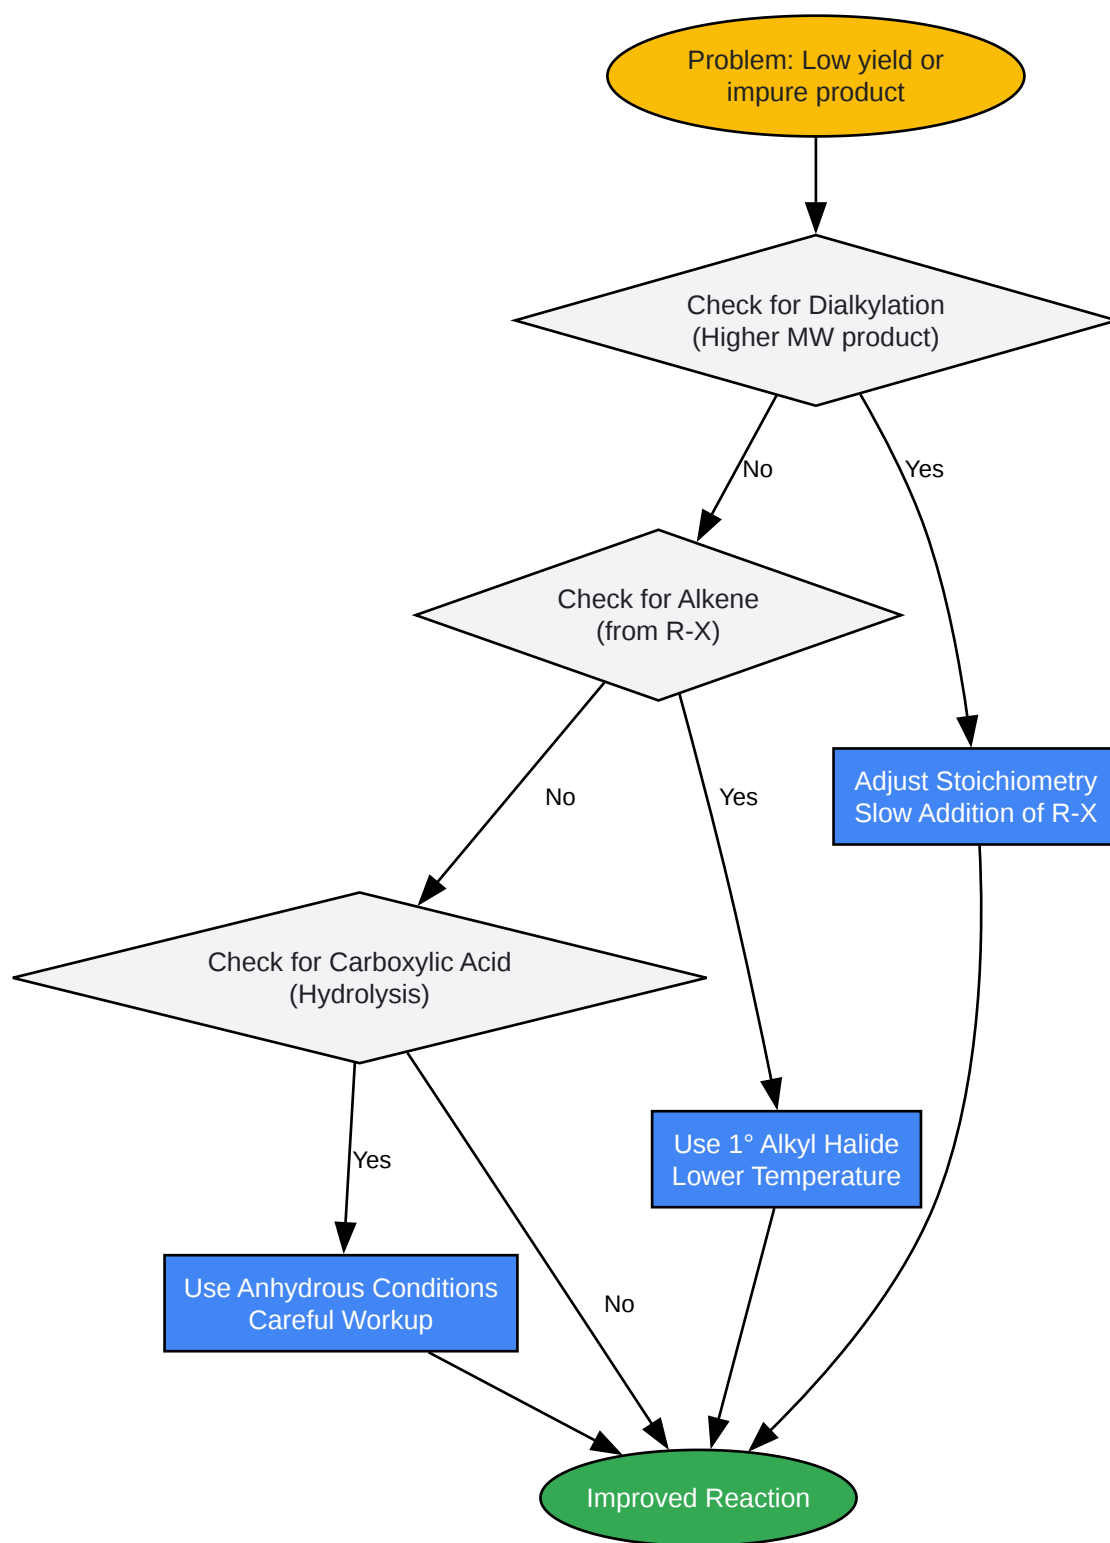 Problem: Low yield or
impure product
Check for Dialkylation
(Higher MW product)
No
Yes
Check for Alkene
(from R-X)
No
Yes
Adjust Stoichiometry
Slow Addition of R-X
Check for Carboxylic Acid
(Hydrolysis)
Yes
No
Use 1° Alkyl Halide
Lower Temperature
Use Anhydrous Conditions
Careful Workup
Improved Reaction